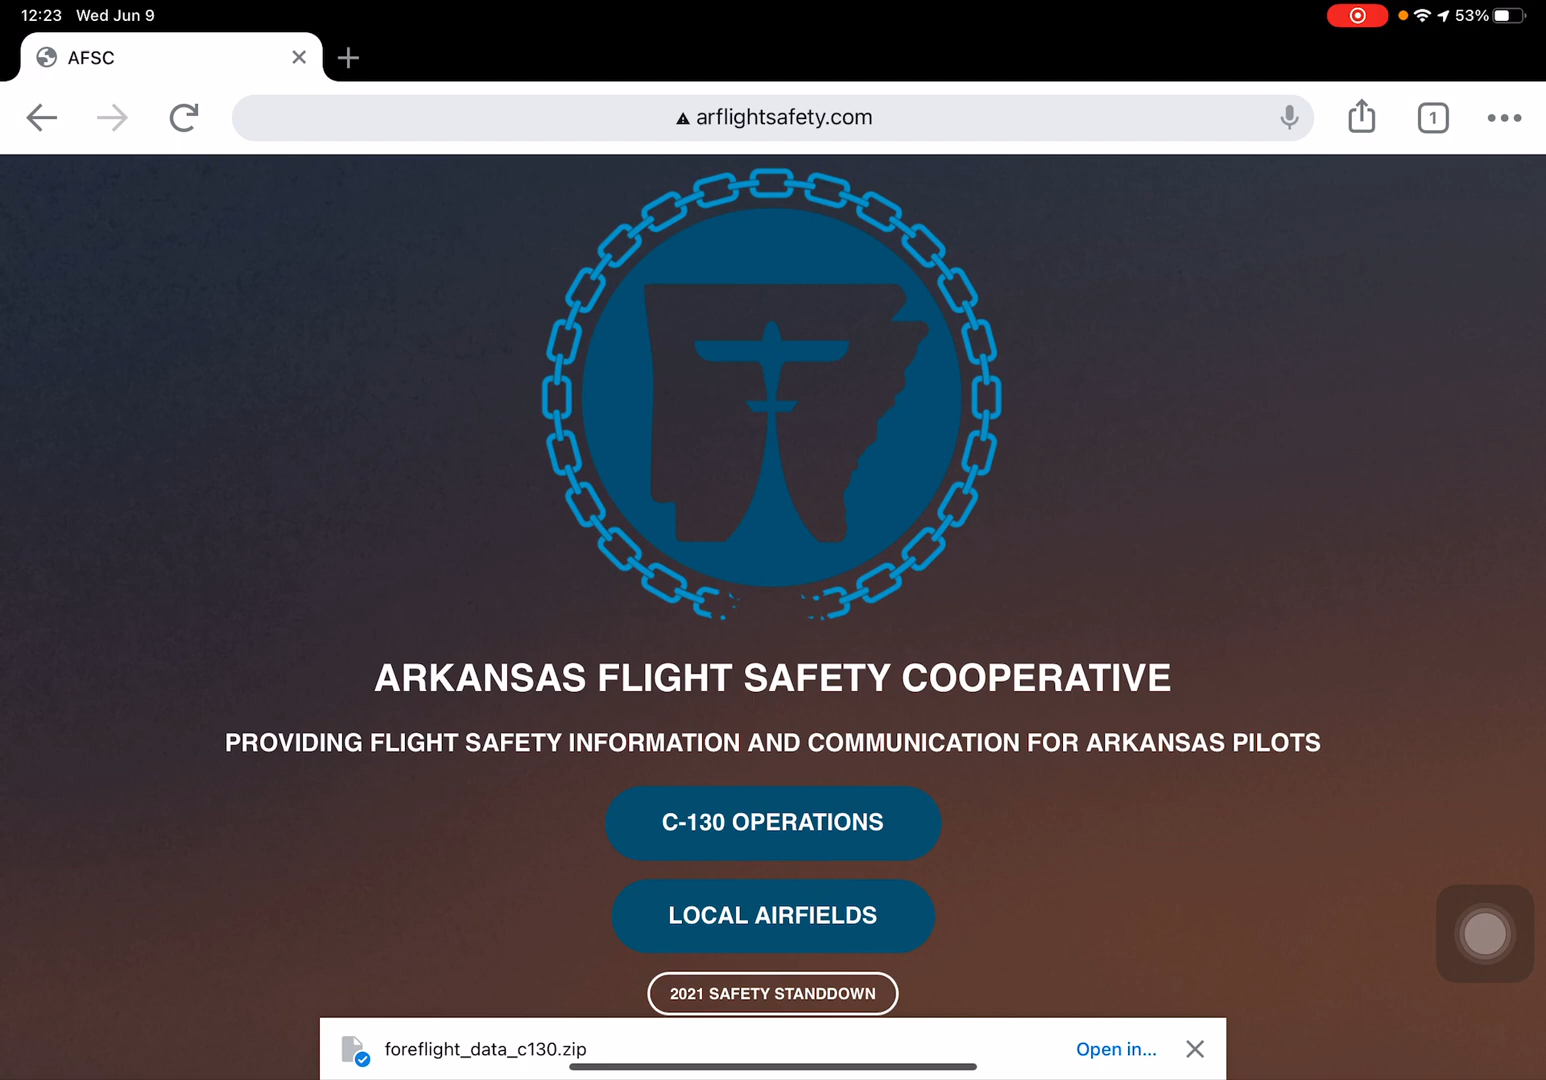 12:23 Wed Jun 9
53%
AFSC
arflightsafety.com
1
ARKANSAS FLIGHT SAFETY COOPERATIVE
PROVIDING FLIGHT SAFETY INFORMATION AND COMMUNICATION FOR ARKANSAS PILOTS
C-130 OPERATIONS
LOCAL AIRFIELDS
2021 SAFETY STANDDOWN
foreflight_data_c130.zip
Open in...